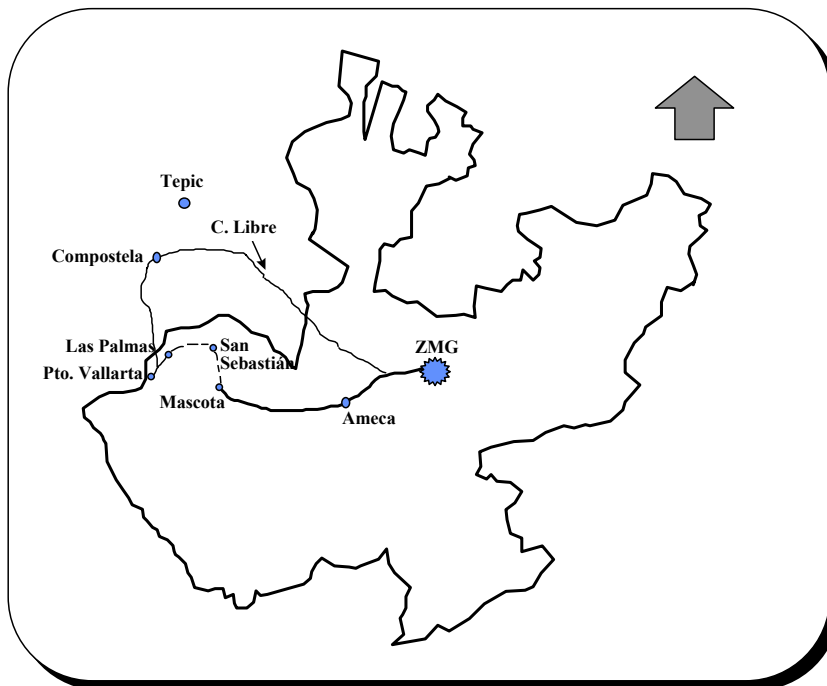 Tepic
C. Libre
Compostela
ZMG
Las Palmas
San
Sebastián
Pto. Vallarta
Mascota
Ameca